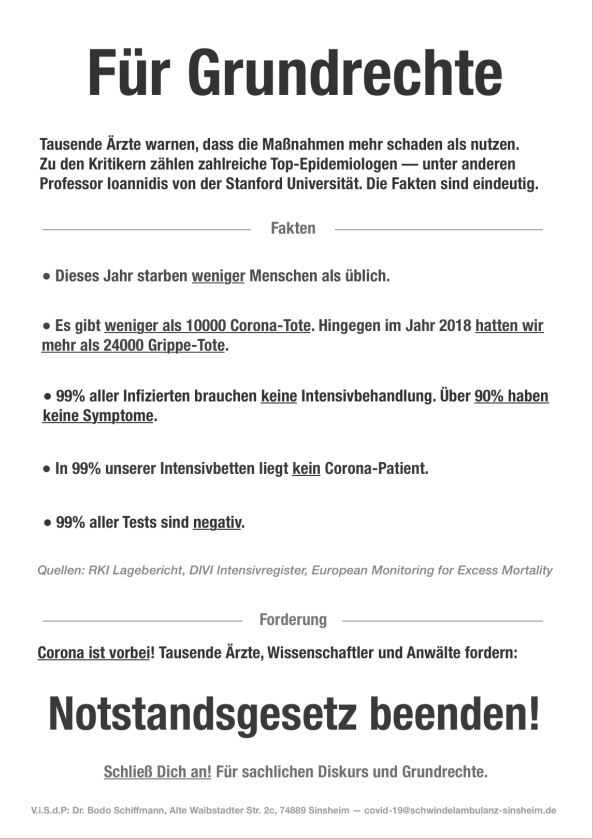 Für Grundrechte
Tausende Ärzte warnen, dass die Maßnahmen mehr schaden als nutzen.
Zu den Kritikern zählen zahlreiche Top-Epidemiologen — unter anderen
Professor Ioannidis von der Stanford Universität. Die Fakten sind eindeutig.
Fakten
• Dieses Jahr starben weniger Menschen als üblich.
• Es gibt weniger als 10000 Corona-Tote. Hingegen im Jahr 2018 hatten wir
mehr als 24000 Grippe-Tote.
• 99% aller Infizierten brauchen keine Intensivbehandlung. Über 90% haben
keine Symptome.
• In 99% unserer Intensivbetten liegt kein Corona-Patient.
• 99% aller Tests sind negativ.
Quellen: RKI Lagebericht, DIVI Intensivregister, European Monitoring for Excess Mortality
Forderung
Corona ist vorbei! Tausende Ärzte, Wissenschaftler und Anwälte fordern:
Notstandsgesetz beenden!
Schließ Dich an! Für sachlichen Diskurs und Grundrechte.
V.i.S.d.P: Dr. Bodo Schiffmann, Alte Waibstadter Str. 2c, 74889 Sinsheim — covid-19@schwindelambulanz-sinsheim.de